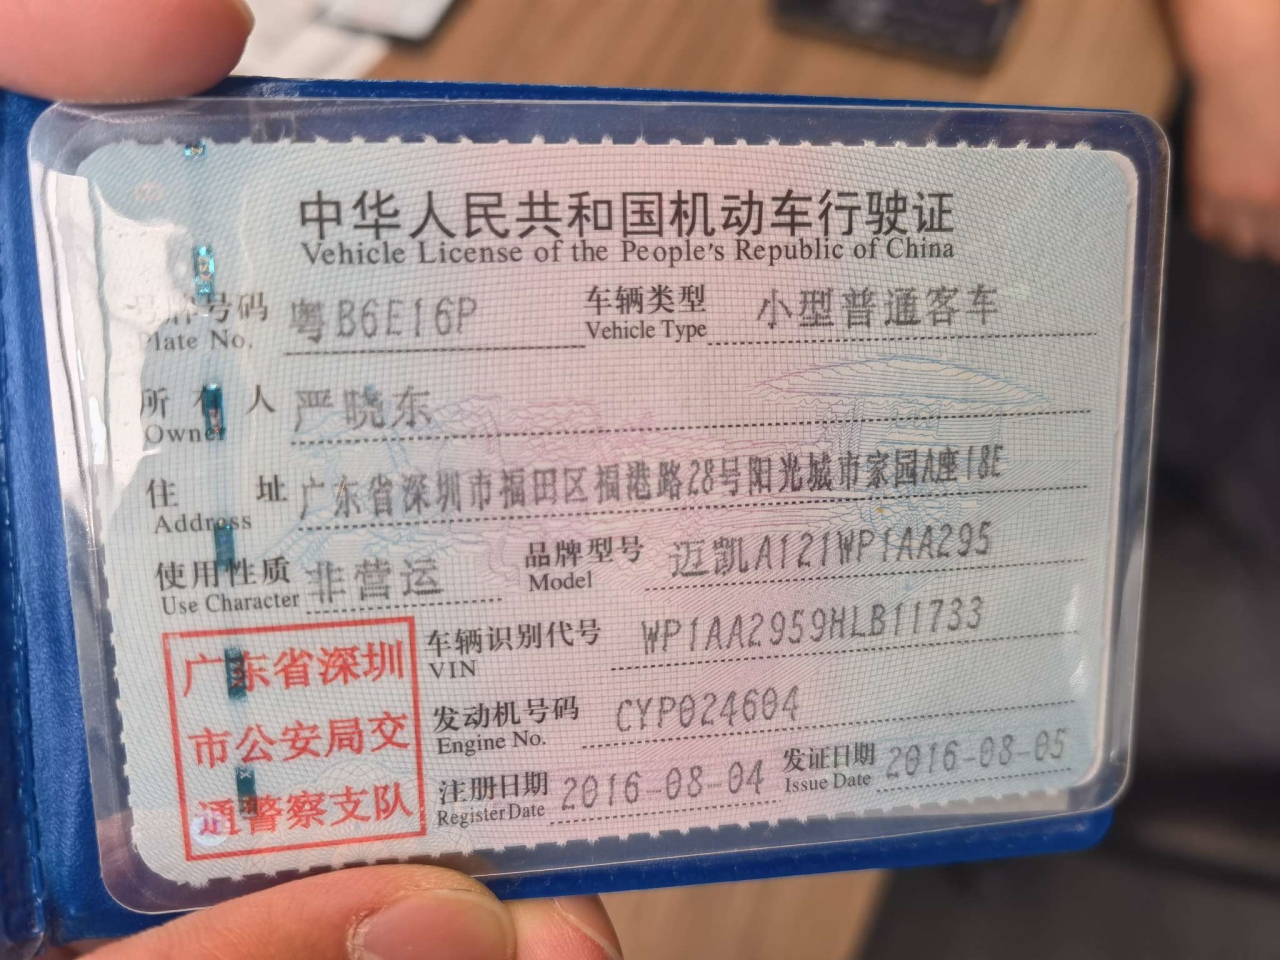 中华人民共和国机动车行驶证
Vehicle License of the People's Republic of China
号牌号码 粤B6E16P 车辆类型 小型普通客车
Plate No. Vehicle Type
所有人 严晓东
Owner
住址 广东省深圳市福田区福港路28号阳光城市家园A座18E
Address
使用性质 非营运 品牌型号 迈凯A121WP1AA295
Use Character Model
车辆识别代号 WP1AA2959HLB11733
VIN
发动机号码 CYP024604
Engine No.
注册日期 2016-08-04 发证日期 2016-08-05
Register Date Issue Date
广东省深圳
市公安局交
通警察支队